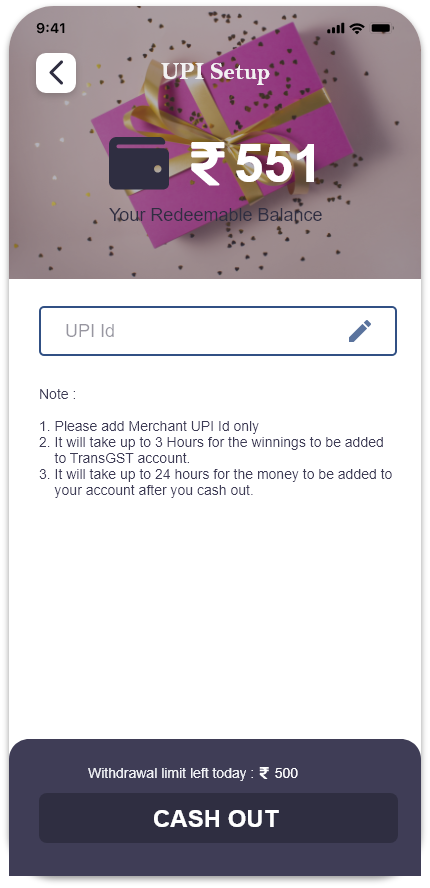 9:41
UPI Setup
₹ 551
Your Redeemable Balance
UPI Id
Note :
1. Please add Merchant UPI Id only
2. It will take up to 3 Hours for the winnings to be added
to TransGST account.
3. It will take up to 24 hours for the money to be added to
your account after you cash out.
Withdrawal limit left today : ₹ 500
CASH OUT